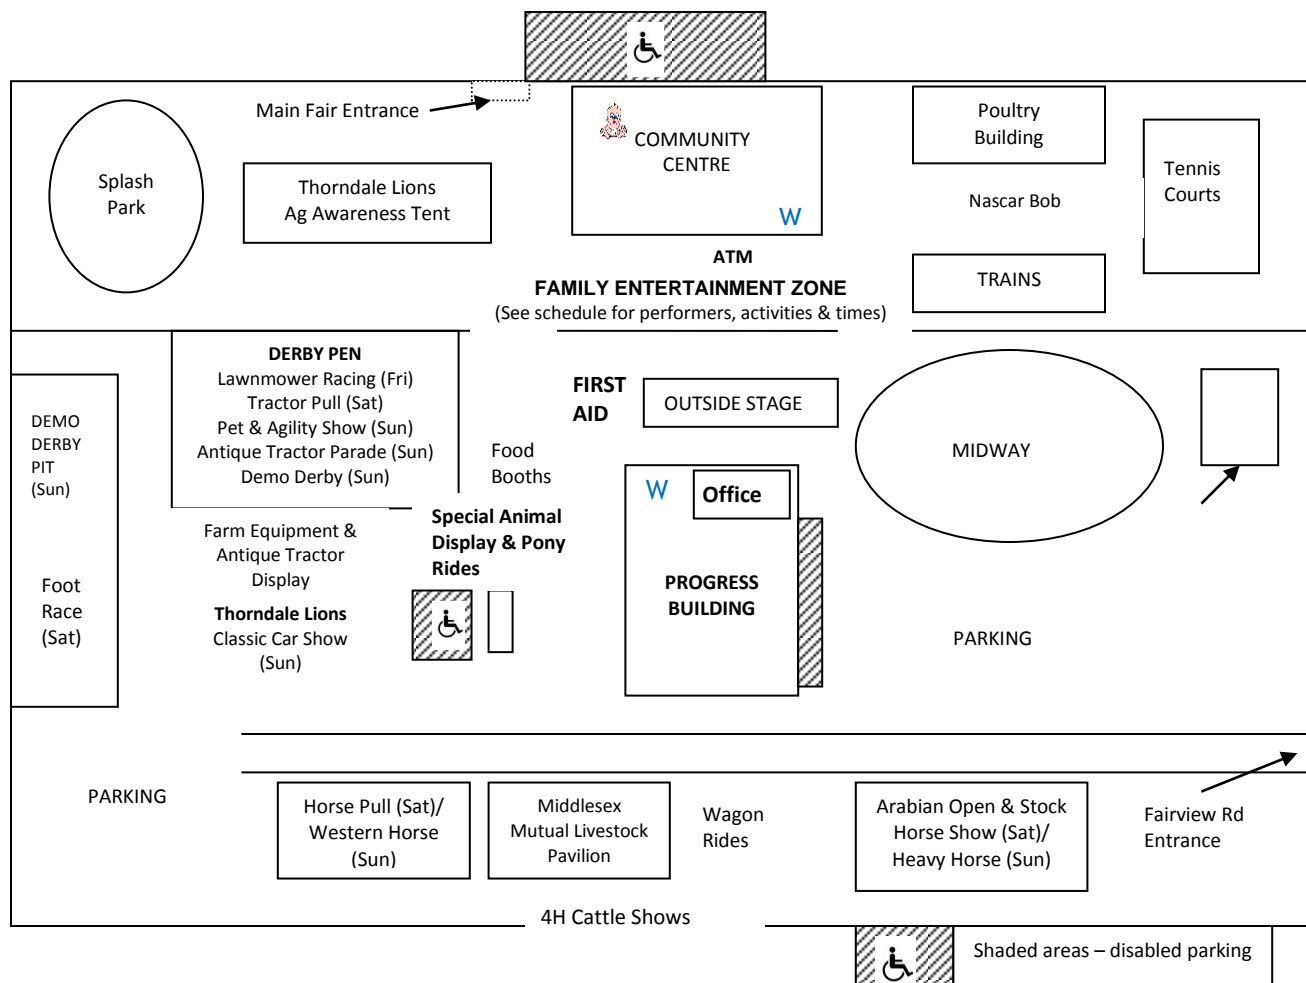 Main Fair Entrance
Splash
Park
Thorndale Lions
Ag Awareness Tent
COMMUNITY
CENTRE
W
Poultry
Building
Nascar Bob
Tennis
Courts
TRAINS
ATM
FAMILY ENTERTAINMENT ZONE
(See schedule for performers, activities & times)
DERBY PEN
Lawnmower Racing (Fri)
Tractor Pull (Sat)
Pet & Agility Show (Sun)
Antique Tractor Parade (Sun)
Demo Derby (Sun)
DEMO
DERBY
PIT
(Sun)
Foot
Race
(Sat)
FIRST
AID
OUTSIDE STAGE
Food
Booths
MIDWAY
W
Office
PROGRESS
BUILDING
Special Animal
Display & Pony
Rides
Farm Equipment &
Antique Tractor
Display
Thorndale Lions
Classic Car Show
(Sun)
PARKING
PARKING
Horse Pull (Sat)/
Western Horse
(Sun)
Middlesex
Mutual Livestock
Pavilion
Wagon
Rides
Arabian Open & Stock
Horse Show (Sat)/
Heavy Horse (Sun)
Fairview Rd
Entrance
4H Cattle Shows
Shaded areas – disabled parking